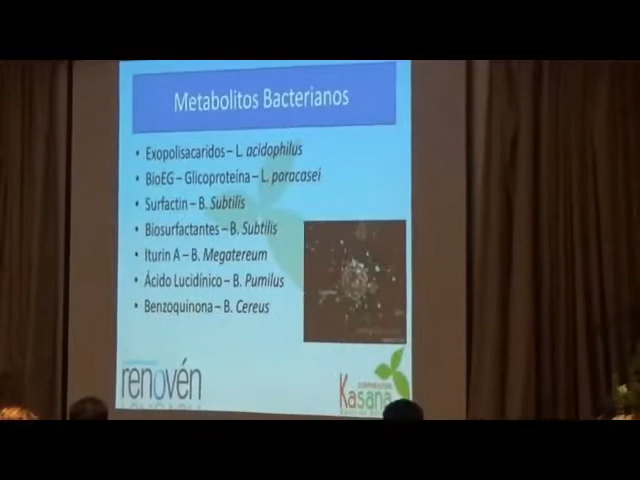 Metabolitos Bacterianos
• Exopolisacaridos – L. acidophilus
• BioEG – Glicoproteína – L. paracasei
• Surfactin – B. Subtilis
• Biosurfactantes – B. Subtilis
• Iturin A – B. Megatereum
• Ácido Lucidínico – B. Pumilus
• Benzoquinona – B. Cereus
renovén
CORPORACION
Kasana